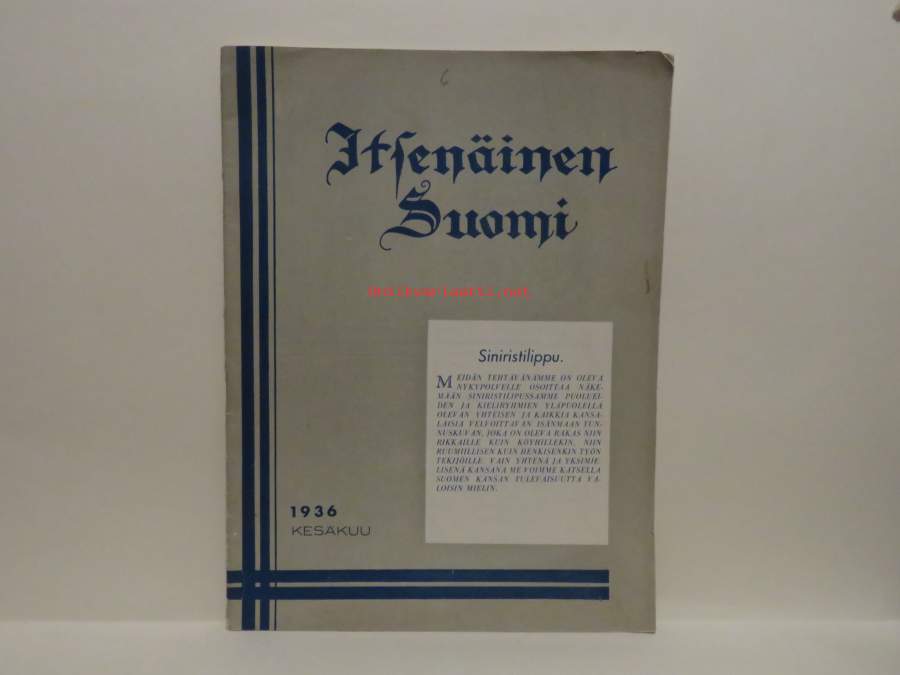 6
Itsenäinen
Suomi
antikvariaatti.net
Siniristilippu.
MEIDÄN TEHTÄVÄNÄMME ON OLEVA
NYKYPOLVELLE OSOITTAA NÄKE-
MÄÄN SINIRISTILIPUSSAMME PUOLUEI-
DEN JA KIELIRYHMIEN YLÄPUOLELLA
OLEVAN YHTEISEN JA KAIKKIA KANSA-
LAISIA VELVOITTAVAN ISÄNMAAN TUN-
NUSKUVAN, JOKA ON OLEVA RAKAS NIIN
RIKKAILLE KUIN KÖYHILLEKIN, NIIN
RUUMIILLISEN KUIN HENKISENKIN TYÖN
TEKIJÖILLE. VAIN YHTENÄ JA YKSIMIE-
LISENÄ KANSANA ME VOIMME KATSELLA
SUOMEN KANSAN TULEVAISUUTTA VA-
LOISIN MIELIN.
1936
KESÄKUU